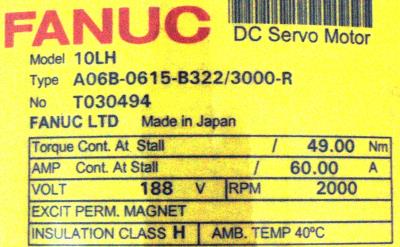 FANUC
DC Servo Motor
Model 10LH
Type A06B-0615-B322/3000-R
No T030494
FANUC LTD Made in Japan
Torque Cont. At Stall / 49.00 Nm
AMP Cont. At Stall / 60.00 A
VOLT 188 V RPM 2000
EXCIT PERM. MAGNET
INSULATION CLASS H AMB. TEMP 40ºC